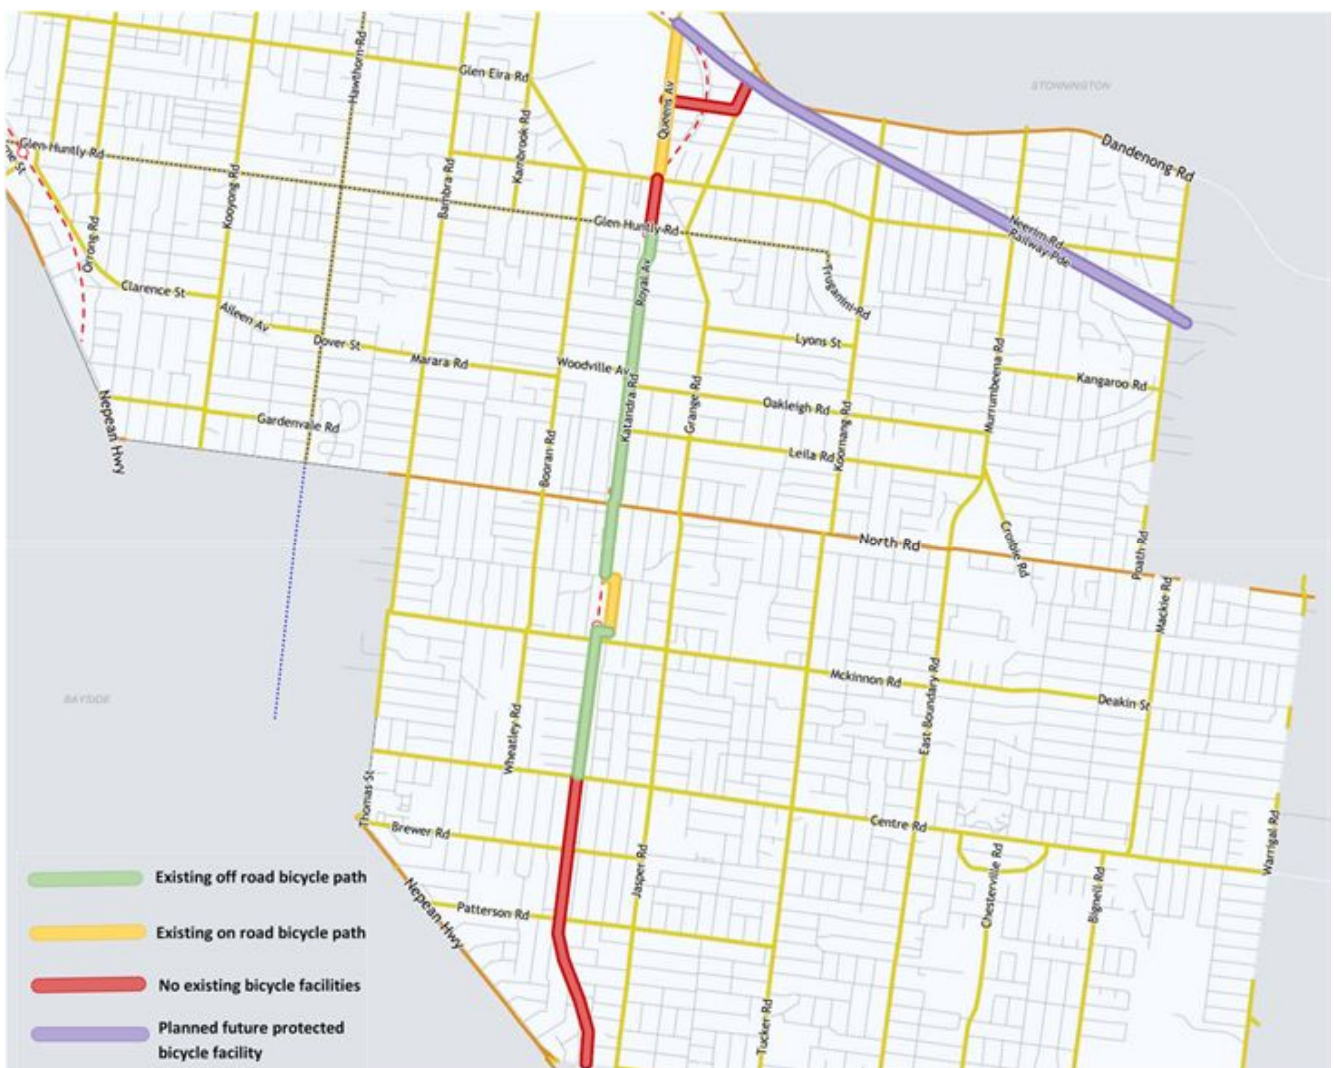 STONNINGTON
Glen Eira Rd
Hawthorn Rd
Queens Av
Dandenong Rd
Glen Huntly Rd
St
Kambrook Rd
Bambra Rd
Kooyong Rd
Orrong Rd
Glen Huntly Rd
Neerim Rd
Railway Pde
Royal Av
Truganini Rd
Clarence St
Aileen Av
Dover St
Marara Rd
Woodville Av
Lyons St
Murrumbeena Rd
Kangaroo Rd
Katandra Rd
Grange Rd
Oakleigh Rd
Koornang Rd
Leila Rd
Nepean Hwy
Gardenvale Rd
Booran Rd
North Rd
Crosbie Rd
Poath Rd
Mackie Rd
BAYSIDE
Mckinnon Rd
East Boundary Rd
Deakin St
Wheatley Rd
Thomas St
Brewer Rd
Centre Rd
Warrigal Rd
Jasper Rd
Chesterville Rd
Bignell Rd
Nepean Hwy
Patterson Rd
Tucker Rd
Existing off road bicycle path
Existing on road bicycle path
No existing bicycle facilities
Planned future protected
bicycle facility